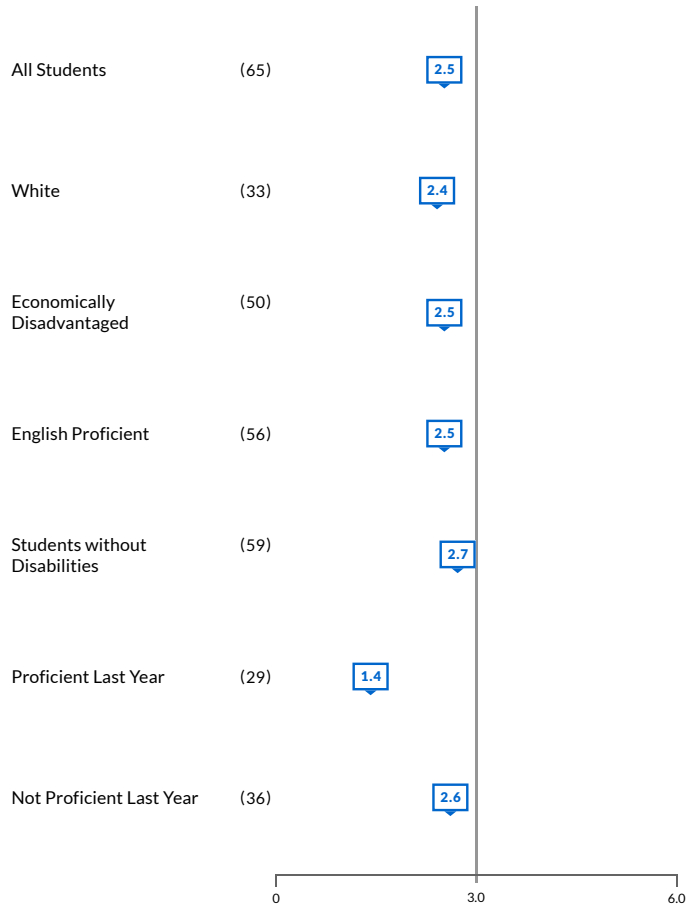 All Students (65) 2.5
White (33) 2.4
Economically (50) 2.5
Disadvantaged
English Proficient (56) 2.5
Students without (59) 2.7
Disabilities
Proficient Last Year (29) 1.4
Not Proficient Last Year (36) 2.6
0 3.0 6.0